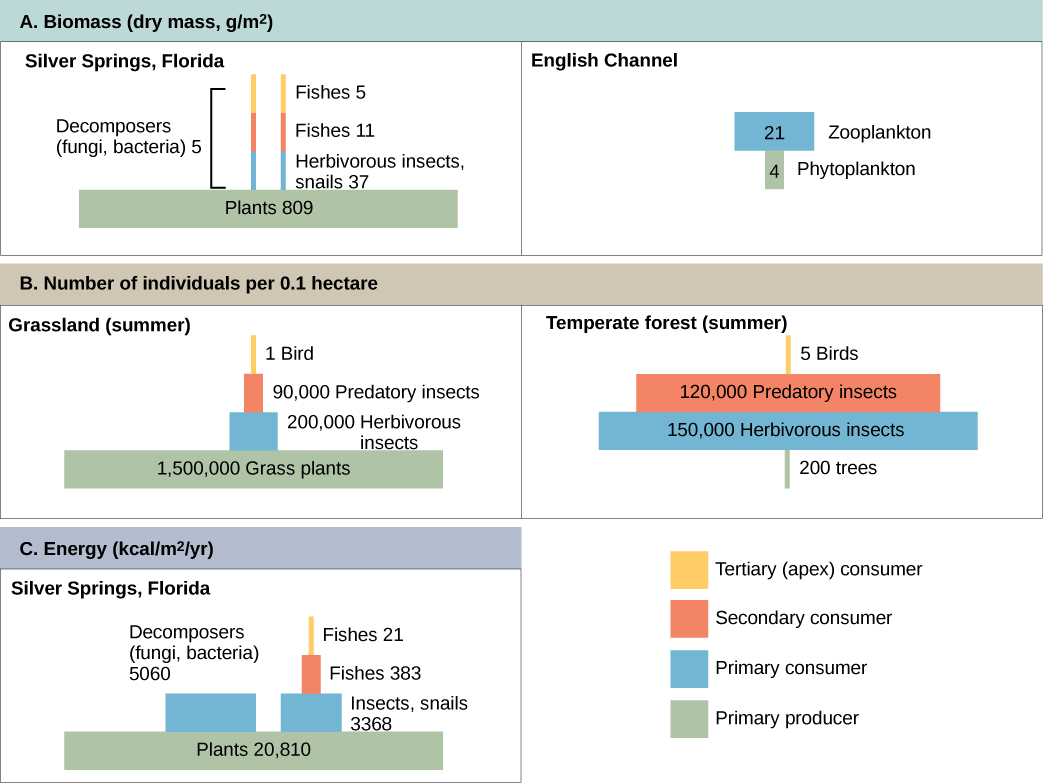 A. Biomass (dry mass, g/m²)
Silver Springs, Florida
Fishes 5
Decomposers
(fungi, bacteria) 5
Fishes 11
Herbivorous insects,
snails 37
Plants 809
English Channel
21
Zooplankton
4
Phytoplankton
B. Number of individuals per 0.1 hectare
Grassland (summer)
1 Bird
90,000 Predatory insects
200,000 Herbivorous
insects
1,500,000 Grass plants
Temperate forest (summer)
5 Birds
120,000 Predatory insects
150,000 Herbivorous insects
200 trees
C. Energy (kcal/m²/yr)
Silver Springs, Florida
Decomposers
(fungi, bacteria)
5060
Fishes 21
Fishes 383
Insects, snails
3368
Plants 20,810
Tertiary (apex) consumer
Secondary consumer
Primary consumer
Primary producer